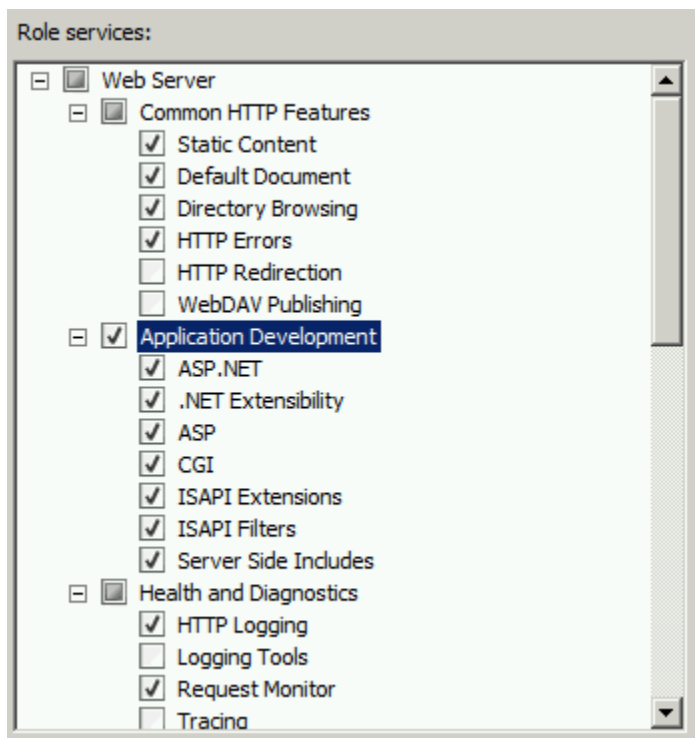 Role services:
Web Server
Common HTTP Features
Static Content
Default Document
Directory Browsing
HTTP Errors
HTTP Redirection
WebDAV Publishing
Application Development
ASP.NET
.NET Extensibility
ASP
CGI
ISAPI Extensions
ISAPI Filters
Server Side Includes
Health and Diagnostics
HTTP Logging
Logging Tools
Request Monitor
Tracing